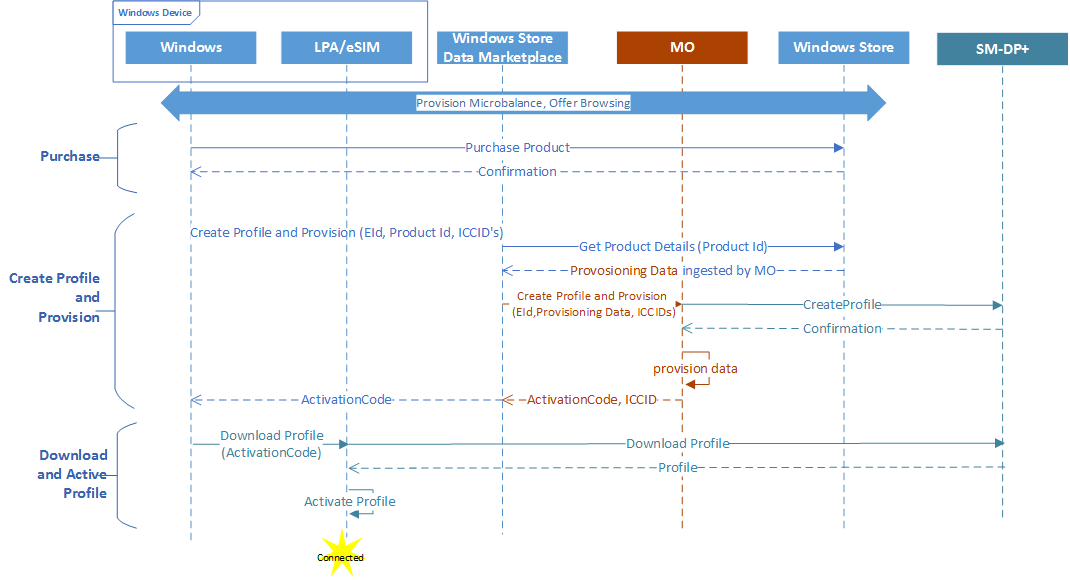 Windows Device
Windows
LPA/eSIM
Windows Store
Data Marketplace
MO
Windows Store
SM-DP+
Provision Microbalance, Offer Browsing
Purchase
Purchase Product
Confirmation
Create Profile
and
Provision
Create Profile and Provision (EId, Product Id, ICCID's)
Get Product Details (Product Id)
Provosioning Data ingested by MO
Create Profile and Provision
(EId,Provisioning Data, ICCIDs)
CreateProfile
Confirmation
provision data
ActivationCode
ActivationCode, ICCID
Download
and Active
Profile
Download Profile
(ActivationCode)
Download Profile
Profile
Activate Profile
Connected